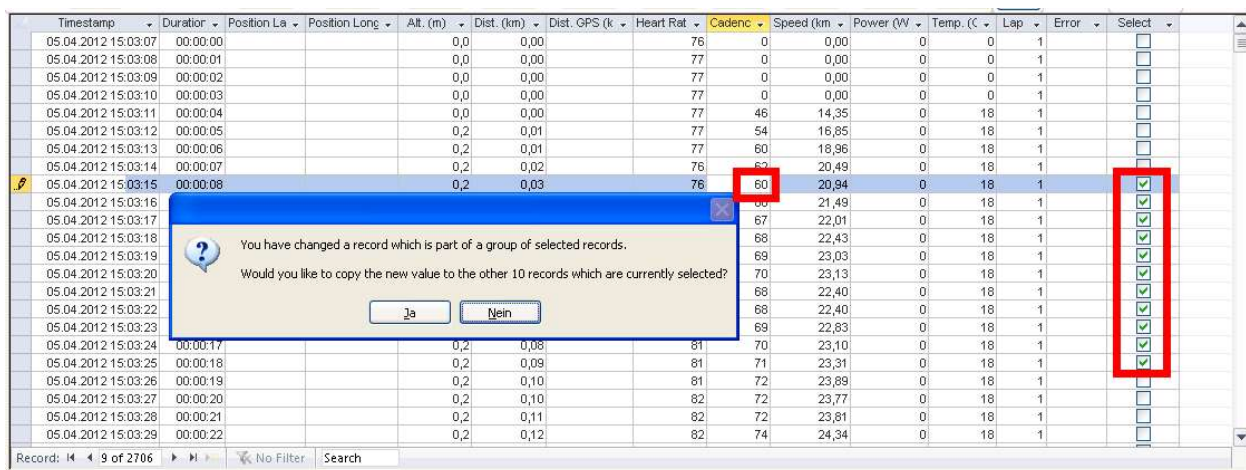 Timestamp Duration Position La Position Long Alt. (m) Dist. (km) Dist. GPS (k Heart Rat Cadenc Speed (km Power (W Temp. (C Lap Error Select
05.04.2012 15:03:07 00:00:00 0,0 0,00 76 0 0,00 0 0 1
05.04.2012 15:03:08 00:00:01 0,0 0,00 77 0 0,00 0 0 1
05.04.2012 15:03:09 00:00:02 0,0 0,00 77 0 0,00 0 0 1
05.04.2012 15:03:10 00:00:03 0,0 0,00 77 0 0,00 0 0 1
05.04.2012 15:03:11 00:00:04 0,0 0,00 77 46 14,35 0 18 1
05.04.2012 15:03:12 00:00:05 0,2 0,01 77 54 16,85 0 18 1
05.04.2012 15:03:13 00:00:06 0,2 0,01 77 60 18,96 0 18 1
05.04.2012 15:03:14 00:00:07 0,2 0,02 76 62 20,49 0 18 1
05.04.2012 15:03:15 00:00:08 0,2 0,03 76 60 20,94 0 18 1
05.04.2012 15:03:16 21,49 0 18 1
05.04.2012 15:03:17 67 22,01 0 18 1
05.04.2012 15:03:18 68 22,43 0 18 1
05.04.2012 15:03:19 69 23,03 0 18 1
05.04.2012 15:03:20 70 23,13 0 18 1
05.04.2012 15:03:21 68 22,40 0 18 1
05.04.2012 15:03:22 68 22,40 0 18 1
05.04.2012 15:03:23 69 22,83 0 18 1
You have changed a record which is part of a group of selected records.
Would you like to copy the new value to the other 10 records which are currently selected?
Ja Nein
05.04.2012 15:03:24 00:00:17 0,2 0,08 81 70 23,10 0 18 1
05.04.2012 15:03:25 00:00:18 0,2 0,09 81 71 23,31 0 18 1
05.04.2012 15:03:26 00:00:19 0,2 0,10 81 72 23,89 0 18 1
05.04.2012 15:03:27 00:00:20 0,2 0,10 82 72 23,77 0 18 1
05.04.2012 15:03:28 00:00:21 0,2 0,11 82 72 23,81 0 18 1
05.04.2012 15:03:29 00:00:22 0,2 0,12 82 74 24,34 0 18 1
Record: 9 of 2706 No Filter Search